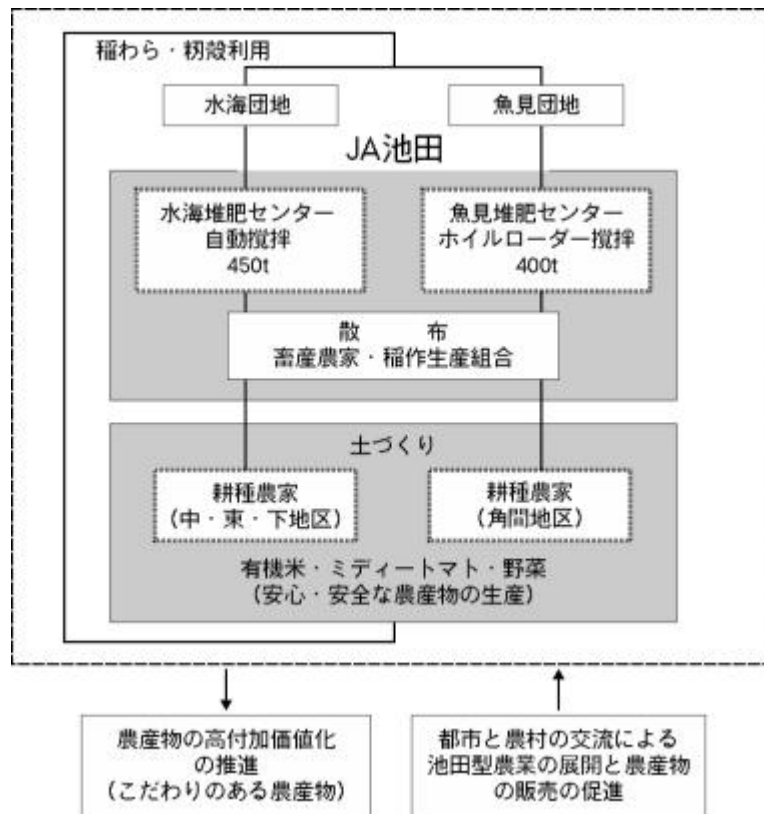 稲わら・籾殻利用
水海団地
魚見団地
JA池田
水海堆肥センター
自動撹拌
450t
魚見堆肥センター
ホイルローダー撹拌
400t
散 布
畜産農家・稲作生産組合
土づくり
耕種農家
(中・東・下地区)
耕種農家
(角間地区)
有機米・ミディートマト・野菜
(安心・安全な農産物の生産)
農産物の高付加価値化
の推進
(こだわりのある農産物)
都市と農村の交流による
池田型農業の展開と農産物
の販売の促進